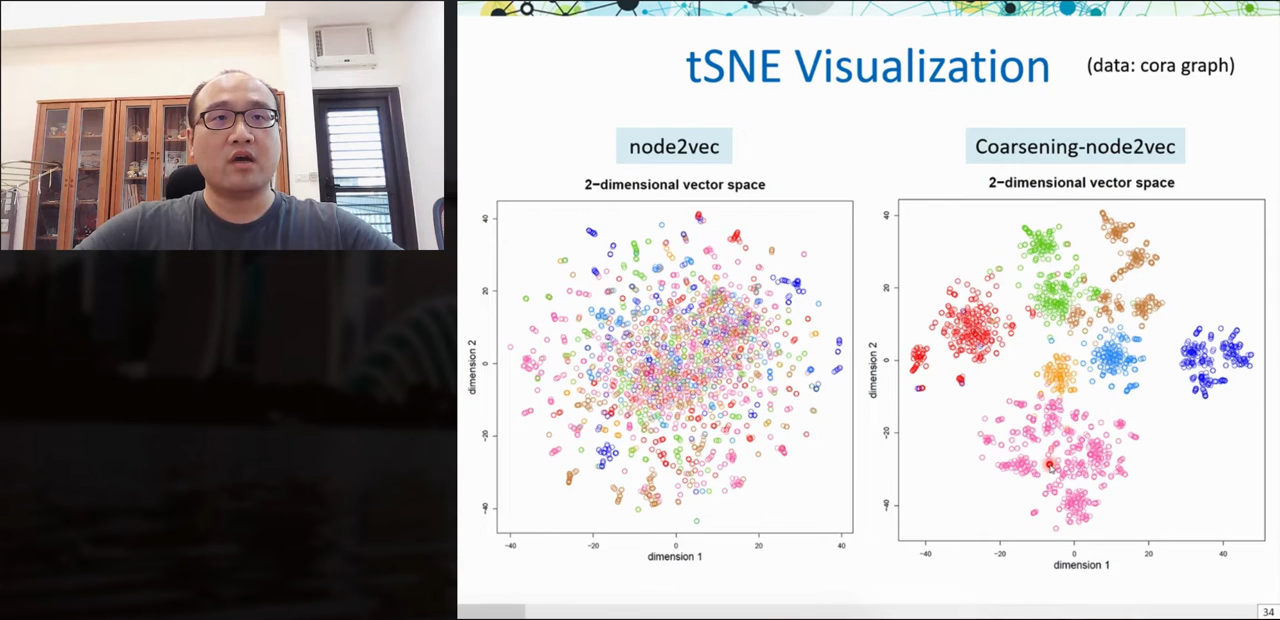 tSNE Visualization (data: cora graph)
node2vec
2−dimensional vector space
40
20
0
−20
−40
dimension 2
−40 −20 0 20 40
dimension 1
Coarsening-node2vec
2−dimensional vector space
40
20
0
−20
−40
dimension 2
−40 −20 0 20 40
dimension 1
34